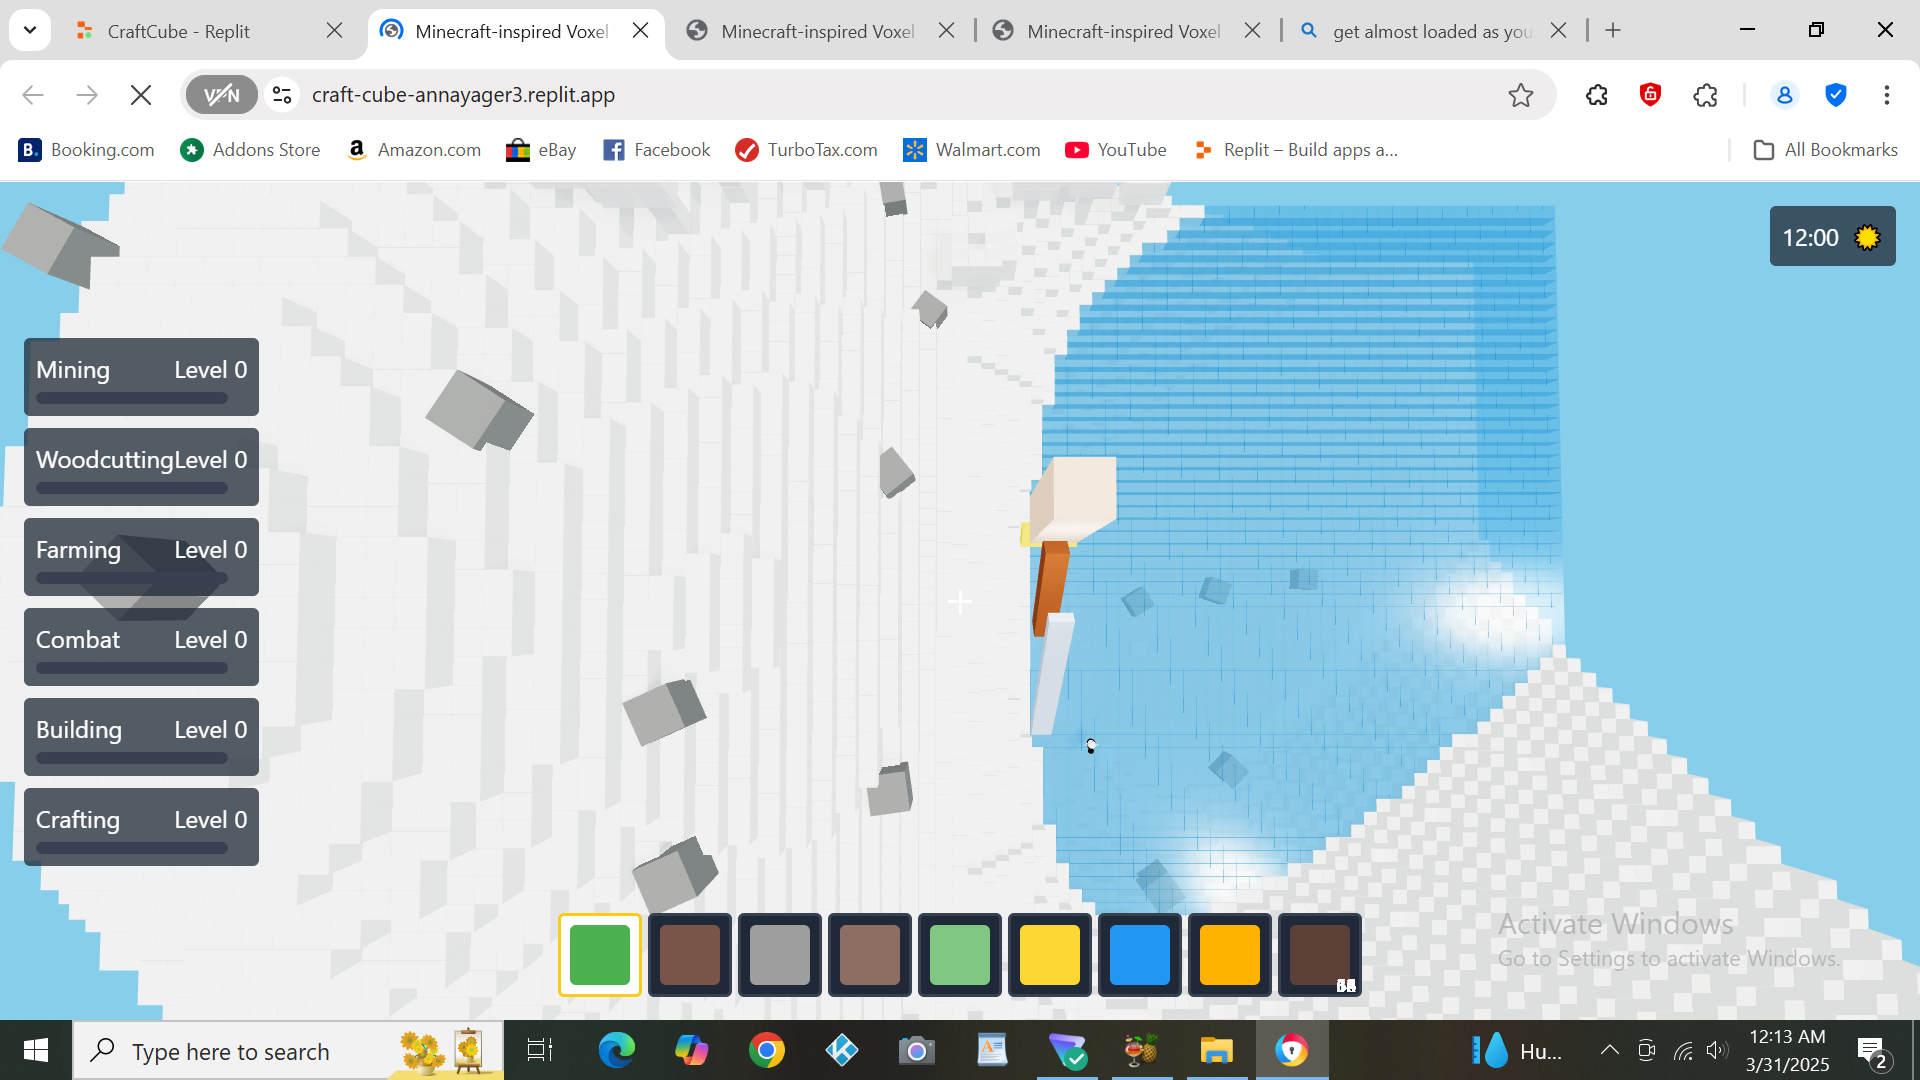 CraftCube - Replit
Minecraft-inspired Voxel
Minecraft-inspired Voxel
Minecraft-inspired Voxel
get almost loaded as you
VPN
craft-cube-annayager3.replit.app
B.
Booking.com
Addons Store
Amazon.com
eBay
Facebook
TurboTax.com
Walmart.com
YouTube
Replit – Build apps a...
All Bookmarks
12:00
Mining Level 0
Woodcutting Level 0
Farming Level 0
Combat Level 0
Building Level 0
Crafting Level 0
Activate Windows
Go to Settings to activate Windows.
Type here to search
Hu...
12:13 AM
3/31/2025
2